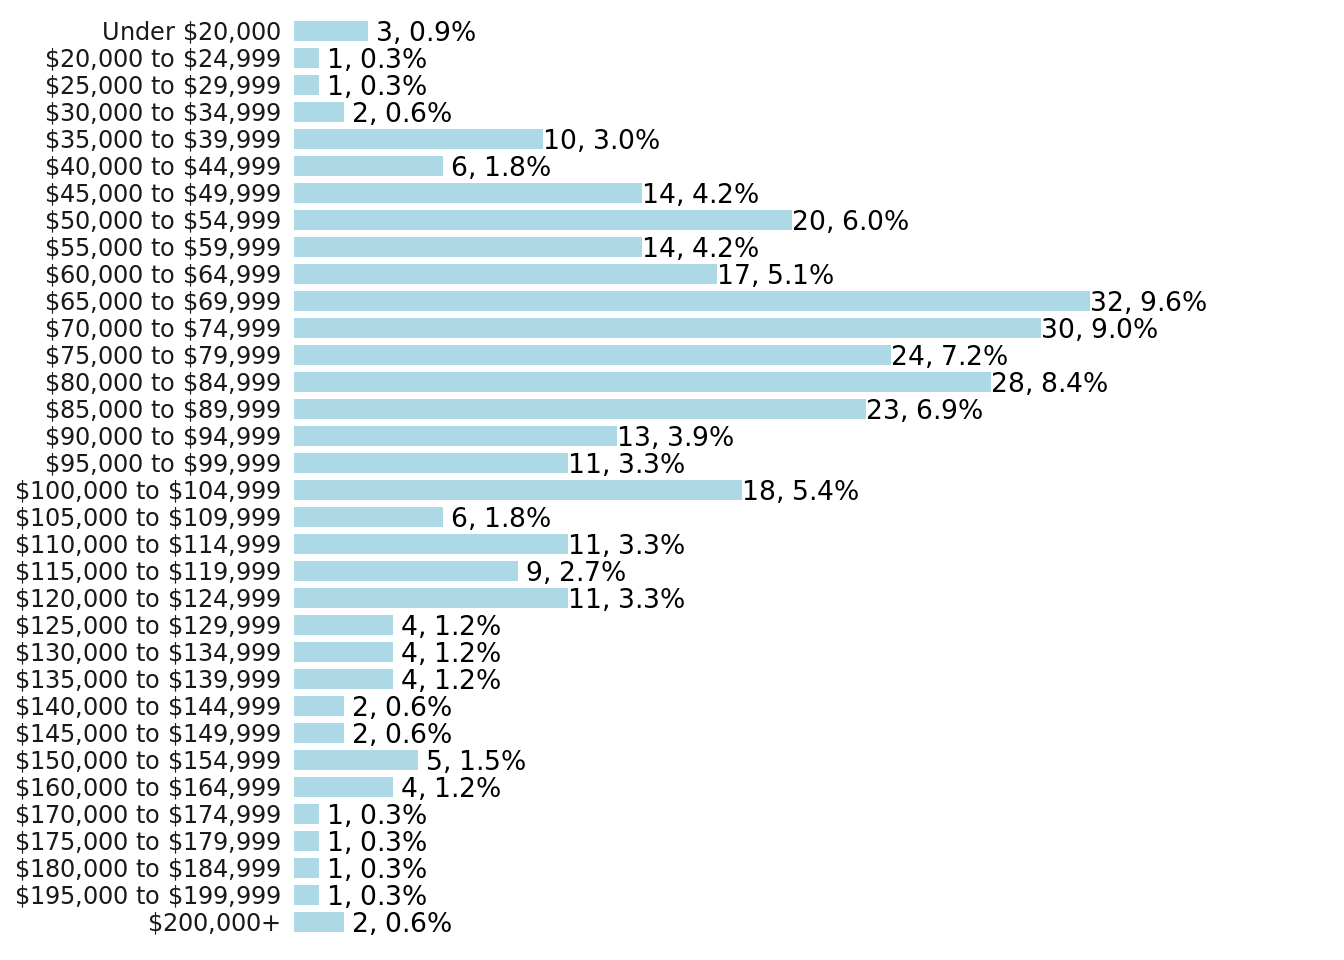 Under $20,000 3, 0.9%
$20,000 to $24,999 1, 0.3%
$25,000 to $29,999 1, 0.3%
$30,000 to $34,999 2, 0.6%
$35,000 to $39,999 10, 3.0%
$40,000 to $44,999 6, 1.8%
$45,000 to $49,999 14, 4.2%
$50,000 to $54,999 20, 6.0%
$55,000 to $59,999 14, 4.2%
$60,000 to $64,999 17, 5.1%
$65,000 to $69,999 32, 9.6%
$70,000 to $74,999 30, 9.0%
$75,000 to $79,999 24, 7.2%
$80,000 to $84,999 28, 8.4%
$85,000 to $89,999 23, 6.9%
$90,000 to $94,999 13, 3.9%
$95,000 to $99,999 11, 3.3%
$100,000 to $104,999 18, 5.4%
$105,000 to $109,999 6, 1.8%
$110,000 to $114,999 11, 3.3%
$115,000 to $119,999 9, 2.7%
$120,000 to $124,999 11, 3.3%
$125,000 to $129,999 4, 1.2%
$130,000 to $134,999 4, 1.2%
$135,000 to $139,999 4, 1.2%
$140,000 to $144,999 2, 0.6%
$145,000 to $149,999 2, 0.6%
$150,000 to $154,999 5, 1.5%
$160,000 to $164,999 4, 1.2%
$170,000 to $174,999 1, 0.3%
$175,000 to $179,999 1, 0.3%
$180,000 to $184,999 1, 0.3%
$195,000 to $199,999 1, 0.3%
$200,000+ 2, 0.6%